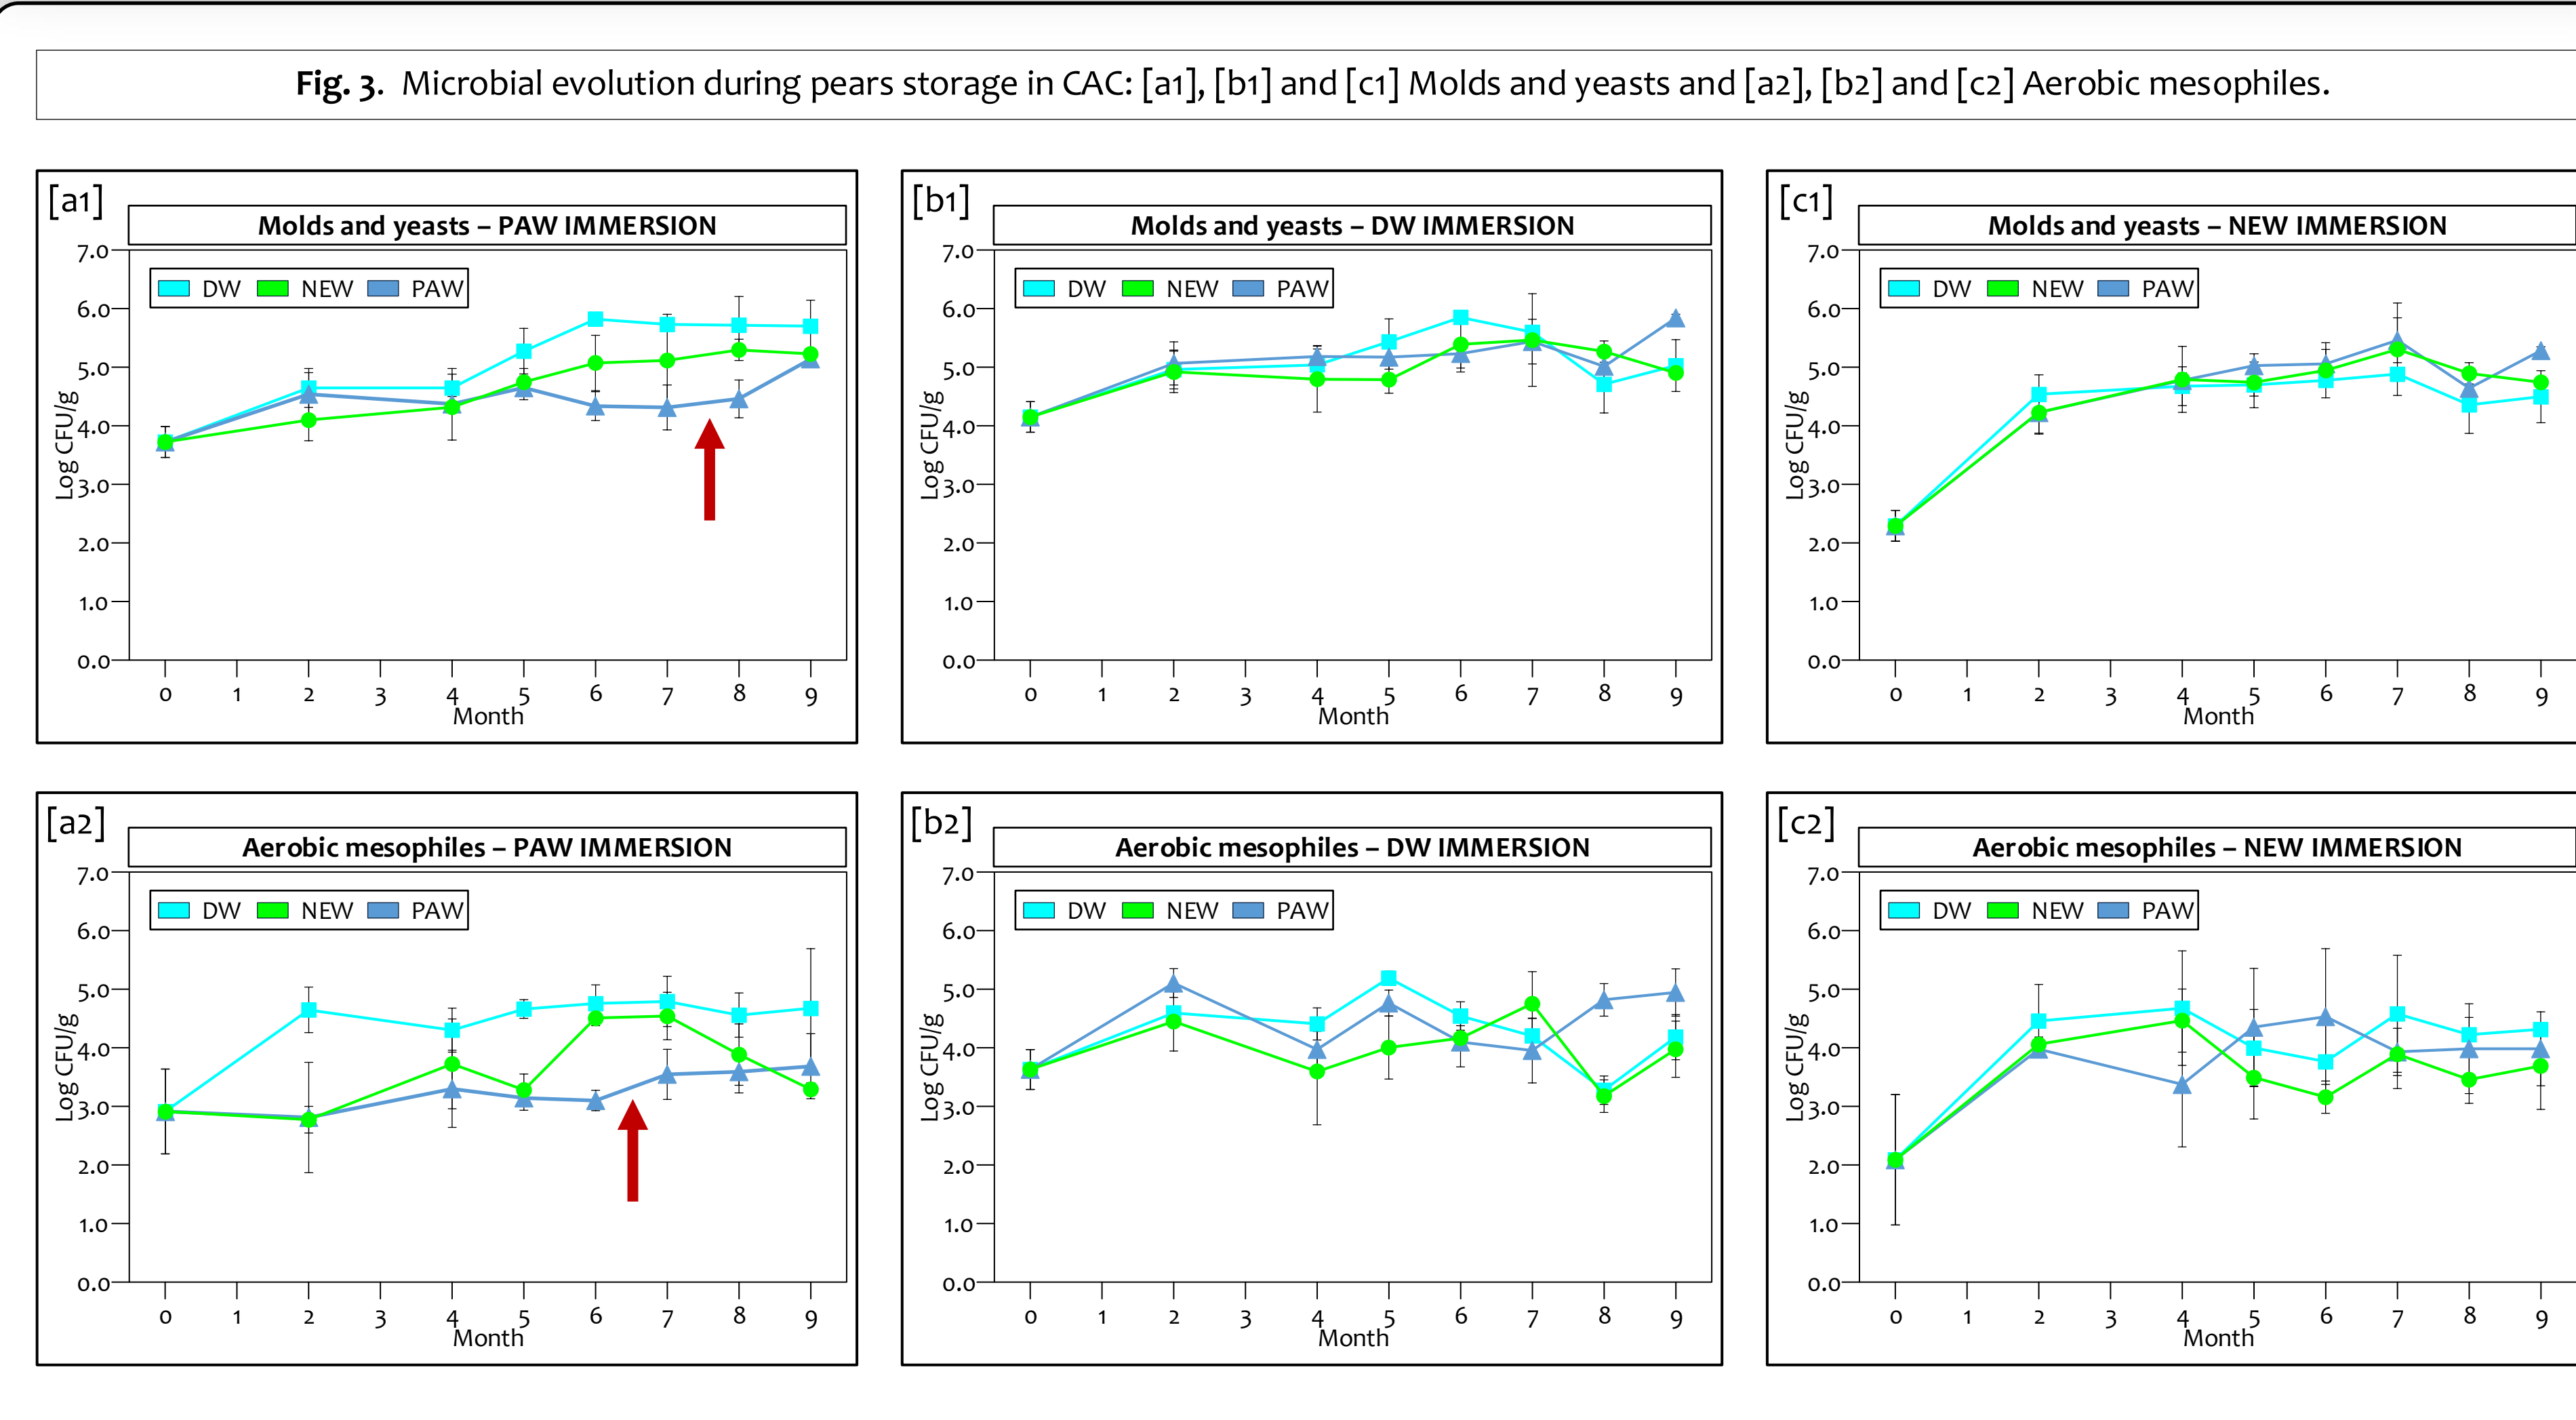 Fig. 3. Microbial evolution during pears storage in CAC: [a1], [b1] and [c1] Molds and yeasts and [a2], [b2] and [c2] Aerobic mesophiles.
[a1]
Molds and yeasts – PAW IMMERSION
DW NEW PAW
7.0
6.0
5.0
4.0
3.0
2.0
1.0
0.0
Log CFU/g
0 1 2 3 4 5 6 7 8 9
Month
[b1]
Molds and yeasts – DW IMMERSION
DW NEW PAW
7.0
6.0
5.0
4.0
3.0
2.0
1.0
0.0
Log CFU/g
0 1 2 3 4 5 6 7 8 9
Month
[c1]
Molds and yeasts – NEW IMMERSION
DW NEW PAW
7.0
6.0
5.0
4.0
3.0
2.0
1.0
0.0
Log CFU/g
0 1 2 3 4 5 6 7 8 9
Month
[a2]
Aerobic mesophiles – PAW IMMERSION
DW NEW PAW
7.0
6.0
5.0
4.0
3.0
2.0
1.0
0.0
Log CFU/g
0 1 2 3 4 5 6 7 8 9
Month
[b2]
Aerobic mesophiles – DW IMMERSION
DW NEW PAW
7.0
6.0
5.0
4.0
3.0
2.0
1.0
0.0
Log CFU/g
0 1 2 3 4 5 6 7 8 9
Month
[c2]
Aerobic mesophiles – NEW IMMERSION
DW NEW PAW
7.0
6.0
5.0
4.0
3.0
2.0
1.0
0.0
Log CFU/g
0 1 2 3 4 5 6 7 8 9
Month